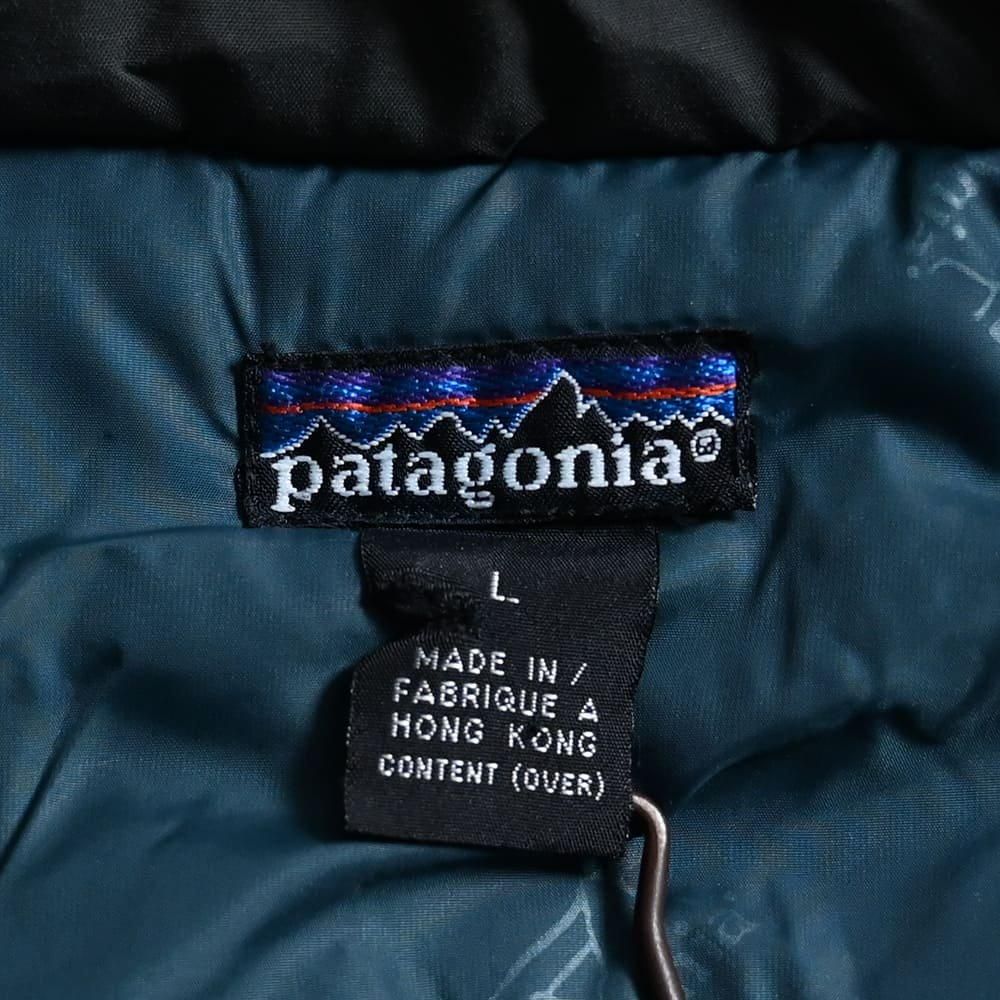 patagonia®
L
MADE IN /
FABRIQUE A
HONG KONG
CONTENT (OVER)